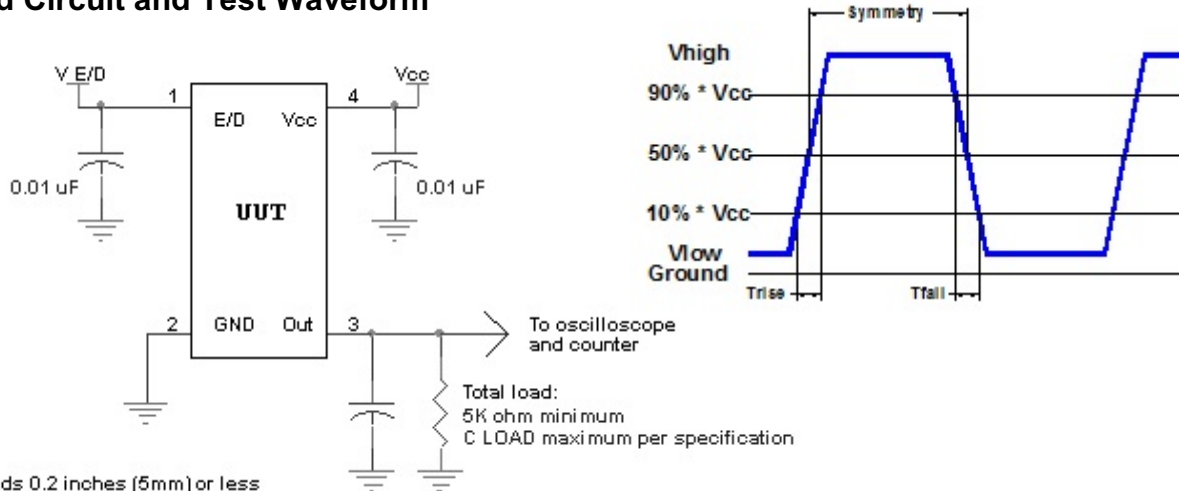 Circuit and Test Waveform
V E/D
Vcc
1
4
E/D
Vcc
0.01 uF
0.01 uF
UUT
2
GND
Out
3
To oscilloscope
and counter
Total load:
5K ohm minimum
C LOAD maximum per specification
0.2 inches (5mm) or less
Symmetry
Vhigh
90% * Vcc
50% * Vcc
10% * Vcc
Vlow
Ground
Trise
Tfall